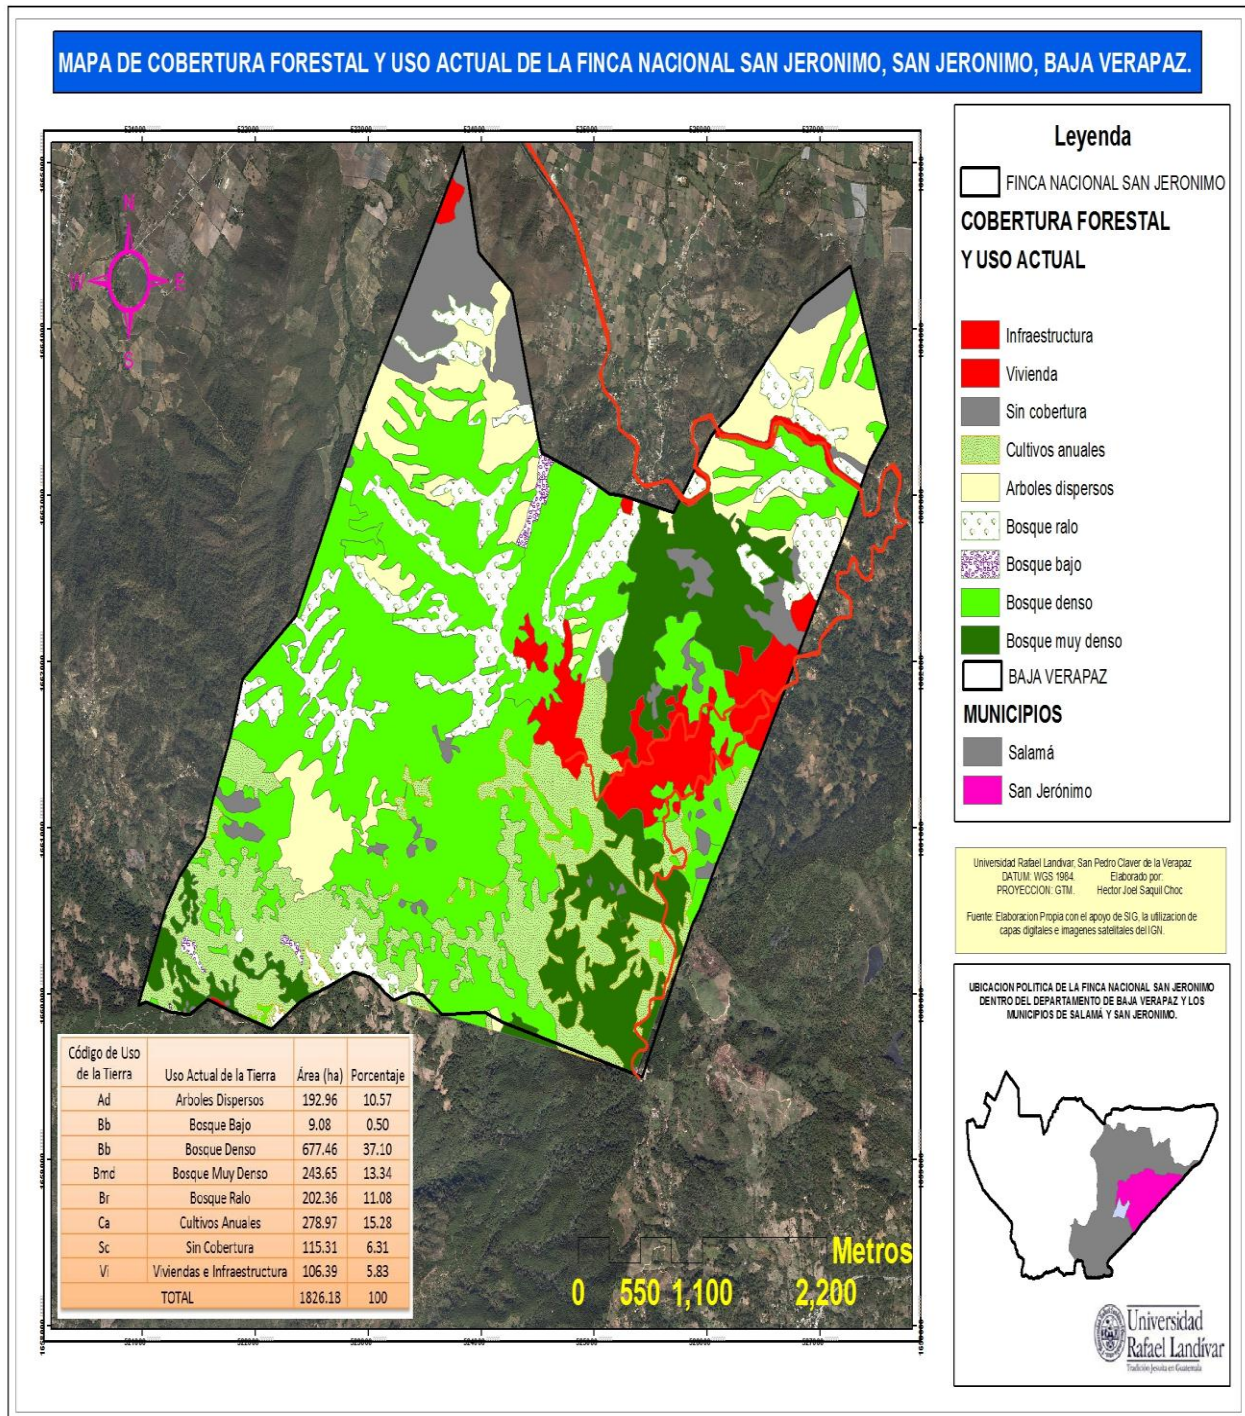 MAPA DE COBERTURA FORESTAL Y USO ACTUAL DE LA FINCA NACIONAL SAN JERONIMO, SAN JERONIMO, BAJA VERAPAZ.
N
S
Leyenda
FINCA NACIONAL SAN JERONIMO
COBERTURA FORESTAL
Y USO ACTUAL
Infraestructura
Vivienda
Sin cobertura
Cultivos anuales
Arboles dispersos
Bosque ralo
Bosque bajo
Bosque denso
Bosque muy denso
BAJA VERAPAZ
MUNICIPIOS
Salamá
San Jerónimo
Universidad Rafael Landivar, San Pedro Claver de la Verapaz
DATUM: WGS 1984. Elaborado por:
PROYECCION: GTM. Hector Joel Saquil Choc
Fuente: Elaboracion Propia con el apoyo de SIG, la utilizacion de
capas digitales e imagenes satelitales del IGN.
UBICACION POLITICA DE LA FINCA NACIONAL SAN JERONIMO
DENTRO DEL DEPARTAMENTO DE BAJA VERAPAZ Y LOS
MUNICIPIOS DE SALAMÁ Y SAN JERONIMO.
Código de Uso
de la Tierra Uso Actual de la Tierra Área (ha) Porcentaje
Ad Arboles Dispersos 192.96 10.57
Bb Bosque Bajo 9.08 0.50
Bb Bosque Denso 677.46 37.10
Bmd Bosque Muy Denso 243.65 13.34
Br Bosque Ralo 202.36 11.08
Ca Cultivos Anuales 278.97 15.28
Sc Sin Cobertura 115.31 6.31
Vi Viviendas e Infraestructura 106.39 5.83
TOTAL 1826.18 100
Metros
0 550 1,100 2,200
Universidad
Rafael Landívar
Tradición Jesuita en Guatemala